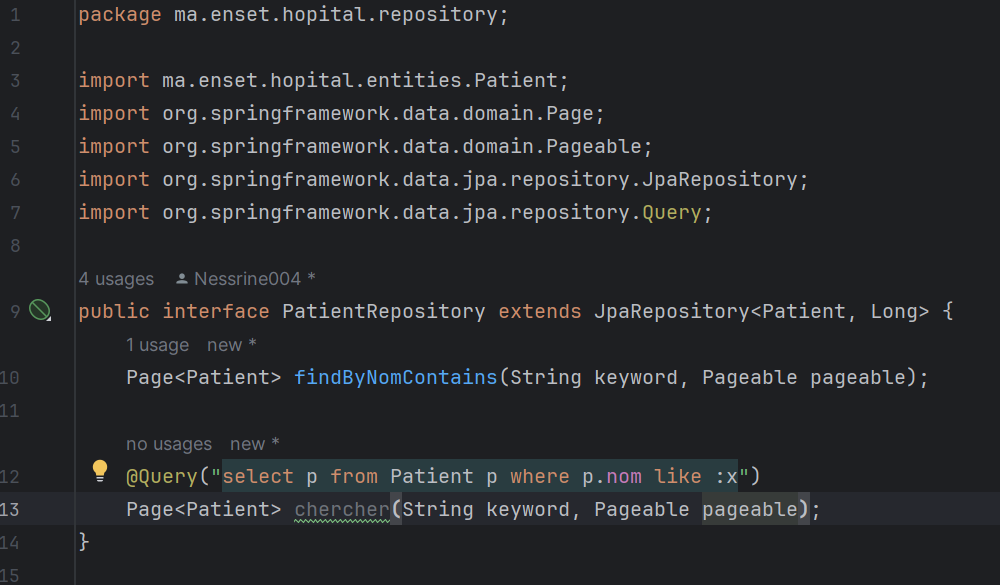 1 package ma.enset.hopital.repository;
2
3 import ma.enset.hopital.entities.Patient;
4 import org.springframework.data.domain.Page;
5 import org.springframework.data.domain.Pageable;
6 import org.springframework.data.jpa.repository.JpaRepository;
7 import org.springframework.data.jpa.repository.Query;
8
4 usages Nessrine004 *
9 public interface PatientRepository extends JpaRepository<Patient, Long> {
1 usage new *
10 Page<Patient> findByNomContains(String keyword, Pageable pageable);
11
no usages new *
12 @Query("select p from Patient p where p.nom like :x")
13 Page<Patient> chercher(String keyword, Pageable pageable);
14 }
15